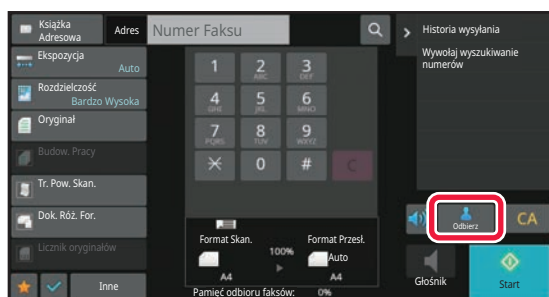 Książka
Adresowa
Adres
Numer Faksu
Historia wysyłania
Wywołaj wyszukiwanie
numerów
Ekspozycja
Auto
Rozdzielczość
Bardzo Wysoka
Oryginał
Budow. Pracy
Tr. Pow. Skan.
Dok. Róż. For.
Licznik oryginałów
Inne
1
2
ABC
3
DEF
4
GHI
5
JKL
6
MNO
7
PQRS
8
TUV
9
WXYZ
0
#
C
Format Skan.
100%
Format Przesł.
Auto
A4
A4
Pamięć odbioru faksów: 0%
Odbierz
CA
Głośnik
Start